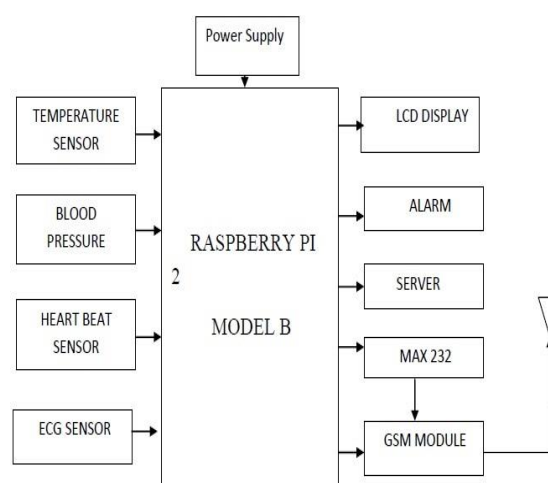 Power Supply
TEMPERATURE
SENSOR
BLOOD
PRESSURE
HEART BEAT
SENSOR
ECG SENSOR
RASPBERRY PI
2
MODEL B
LCD DISPLAY
ALARM
SERVER
MAX 232
GSM MODULE